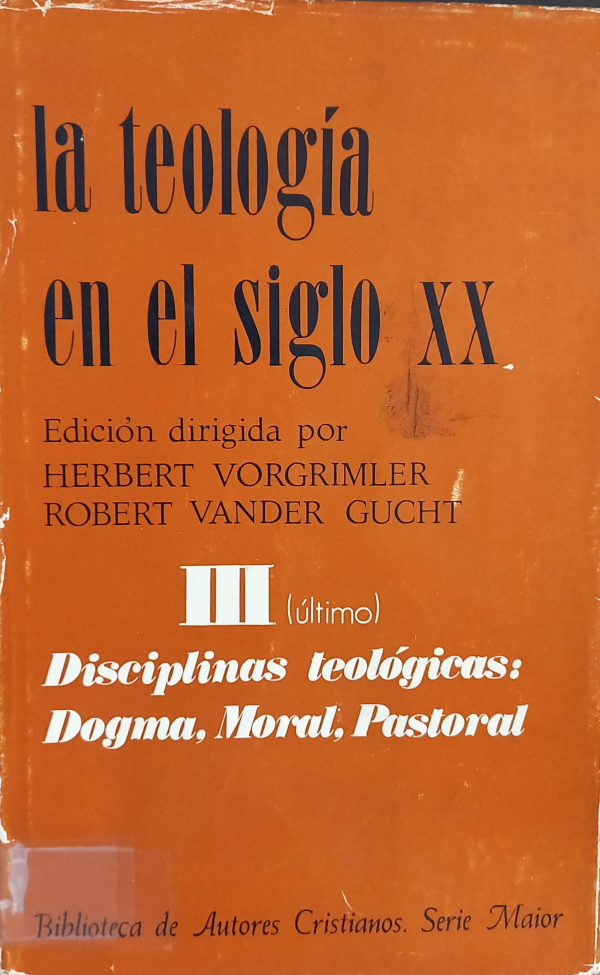 la teología
en el siglo XX
Edición dirigida por
HERBERT VORGRIMLER
ROBERT VANDER GUCHT
III (último)
Disciplinas teológicas:
Dogma, Moral, Pastoral
Biblioteca de Autores Cristianos. Serie Maior